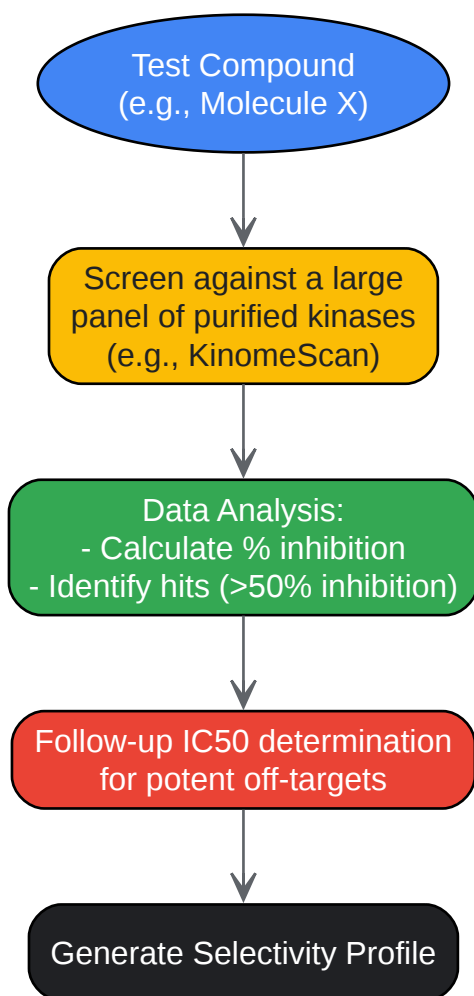 Test Compound
(e.g., Molecule X)
Screen against a large
panel of purified kinases
(e.g., KinomeScan)
Data Analysis:
- Calculate % inhibition
- Identify hits (>50% inhibition)
Follow-up IC50 determination
for potent off-targets
Generate Selectivity Profile